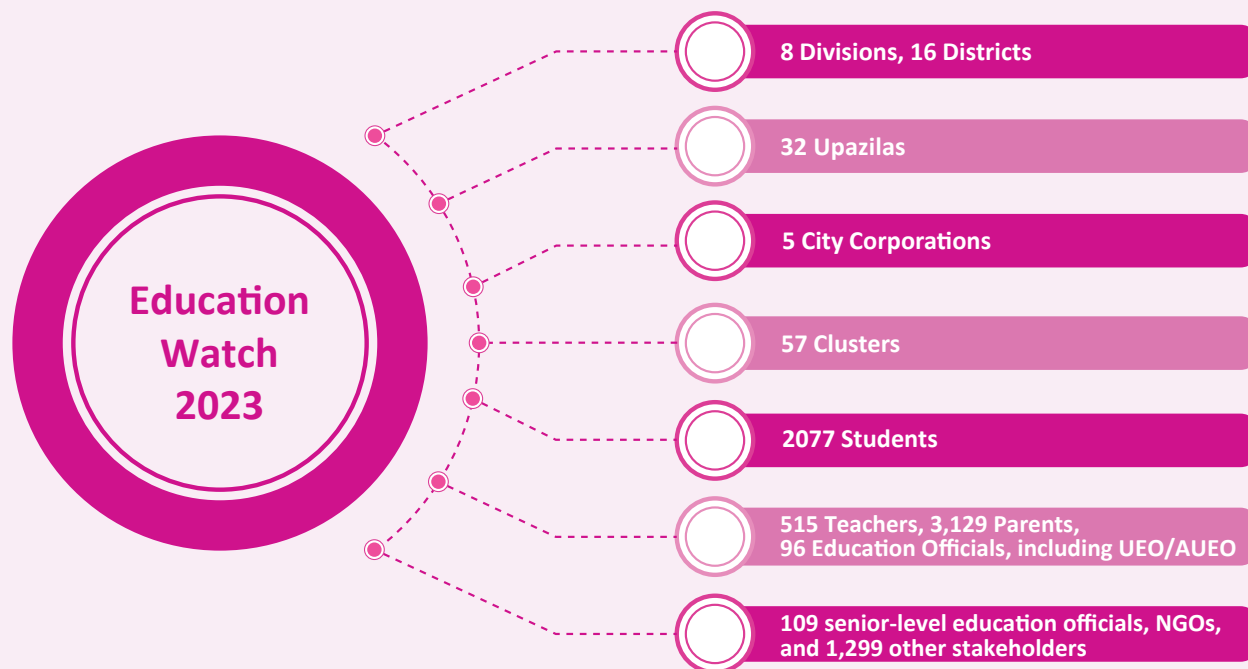 Education
Watch
2023
8 Divisions, 16 Districts
32 Upazilas
5 City Corporations
57 Clusters
2077 Students
515 Teachers, 3,129 Parents,
96 Education Officials, including UEO/AUEO
109 senior-level education officials, NGOs,
and 1,299 other stakeholders